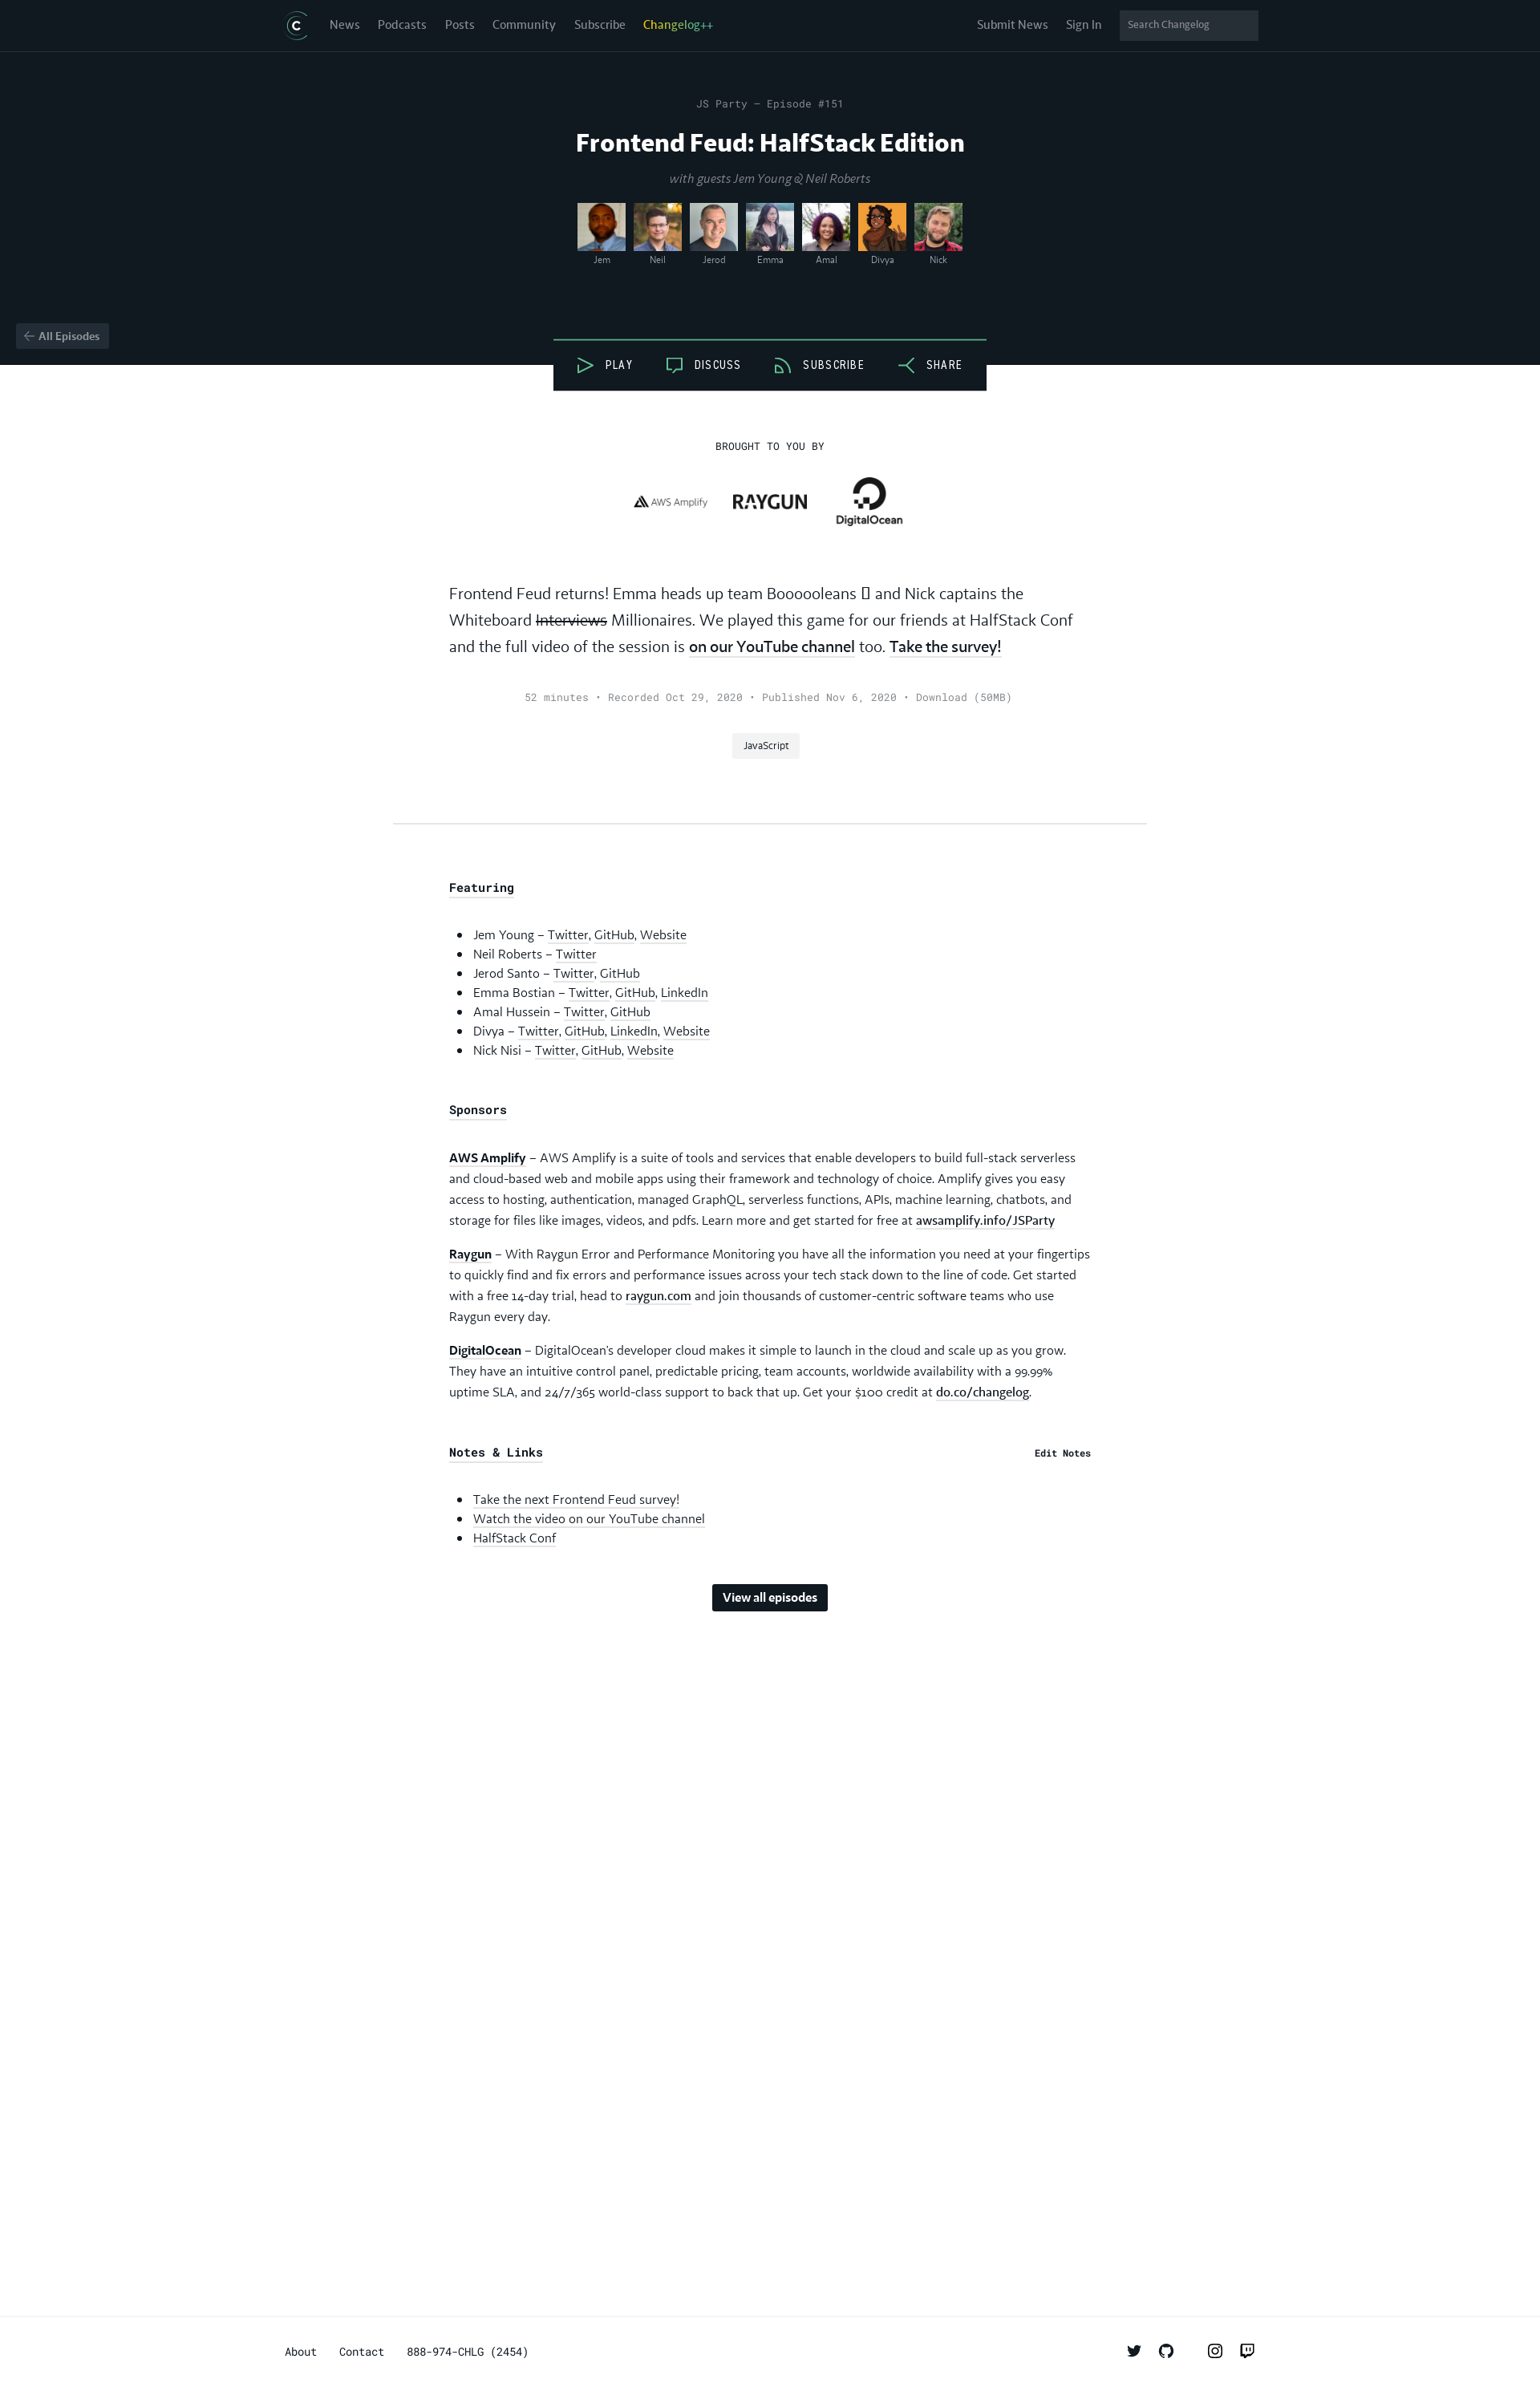 News Podcasts Posts Community Subscribe Changelog++ Submit News Sign In Search Changelog
JS Party — Episode #151
Frontend Feud: HalfStack Edition
with guests Jem Young & Neil Roberts
Jem Neil Jerod Emma Amal Divya Nick
All Episodes
PLAY DISCUSS SUBSCRIBE SHARE
BROUGHT TO YOU BY
AWS Amplify RAYGUN DigitalOcean
Frontend Feud returns! Emma heads up team Boooooleans and Nick captains the
Whiteboard Interviews Millionaires. We played this game for our friends at HalfStack Conf
and the full video of the session is on our YouTube channel too. Take the survey!
52 minutes • Recorded Oct 29, 2020 • Published Nov 6, 2020 • Download (50MB)
JavaScript
Featuring
Jem Young – Twitter, GitHub, Website
Neil Roberts – Twitter
Jerod Santo – Twitter, GitHub
Emma Bostian – Twitter, GitHub, LinkedIn
Amal Hussein – Twitter, GitHub
Divya – Twitter, GitHub, LinkedIn, Website
Nick Nisi – Twitter, GitHub, Website
Sponsors
AWS Amplify – AWS Amplify is a suite of tools and services that enable developers to build full-stack serverless
and cloud-based web and mobile apps using their framework and technology of choice. Amplify gives you easy
access to hosting, authentication, managed GraphQL, serverless functions, APIs, machine learning, chatbots, and
storage for files like images, videos, and pdfs. Learn more and get started for free at awsamplify.info/JSParty
Raygun – With Raygun Error and Performance Monitoring you have all the information you need at your fingertips
to quickly find and fix errors and performance issues across your tech stack down to the line of code. Get started
with a free 14-day trial, head to raygun.com and join thousands of customer-centric software teams who use
Raygun every day.
DigitalOcean – DigitalOcean's developer cloud makes it simple to launch in the cloud and scale up as you grow.
They have an intuitive control panel, predictable pricing, team accounts, worldwide availability with a 99.99%
uptime SLA, and 24/7/365 world-class support to back that up. Get your $100 credit at do.co/changelog.
Notes & Links Edit Notes
Take the next Frontend Feud survey!
Watch the video on our YouTube channel
HalfStack Conf
View all episodes
About Contact 888-974-CHLG (2454)